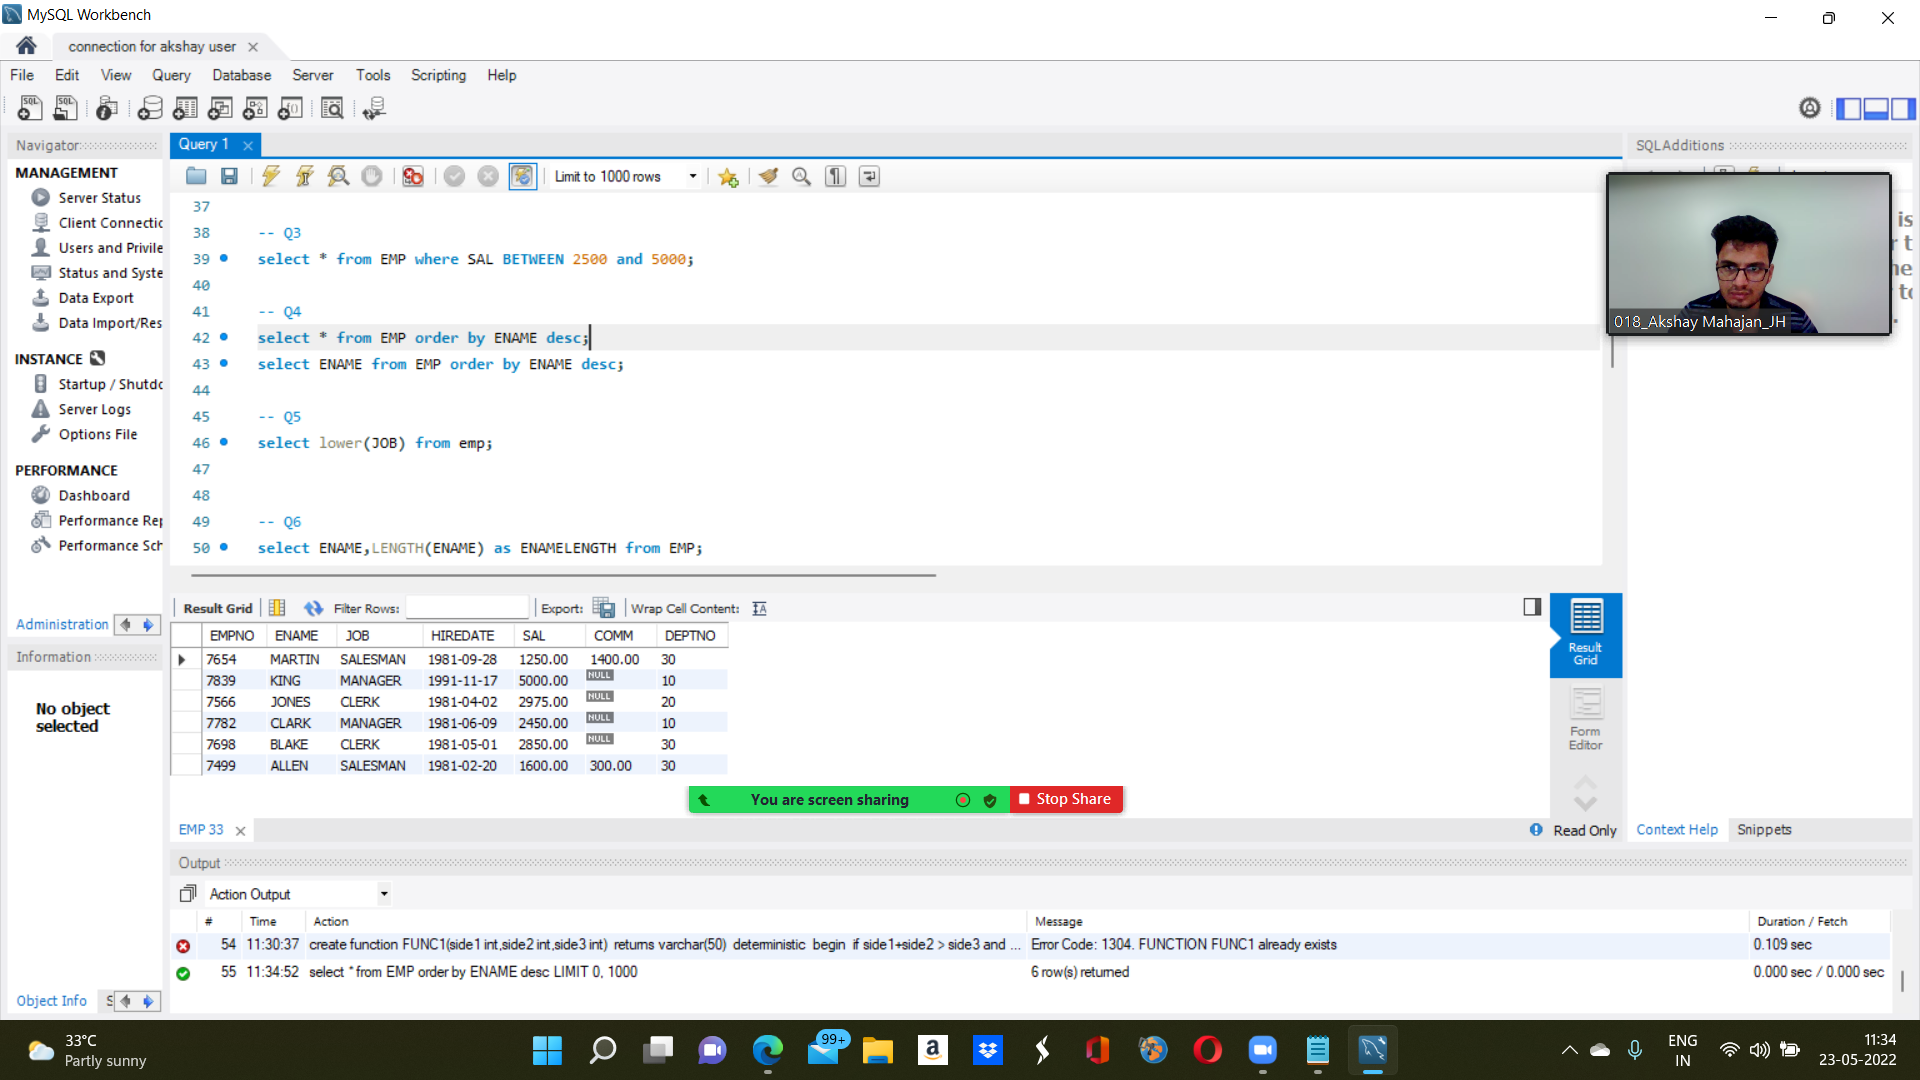 MySQL Workbench
connection for akshay user
File Edit View Query Database Server Tools Scripting Help
Navigator
Query 1
SQLAdditions
MANAGEMENT
Server Status
Client Connectic
Users and Privile
Status and Syste
Data Export
Data Import/Res
INSTANCE
Startup / Shutdc
Server Logs
Options File
PERFORMANCE
Dashboard
Performance Rep
Performance Sch
Administration
Information
No object
selected
Object Info S
Limit to 1000 rows
37
38 -- Q3
39 select * from EMP where SAL BETWEEN 2500 and 5000;
40
41 -- Q4
42 select * from EMP order by ENAME desc;
43 select ENAME from EMP order by ENAME desc;
44
45 -- Q5
46 select lower(JOB) from emp;
47
48
49 -- Q6
50 select ENAME,LENGTH(ENAME) as ENAMELENGTH from EMP;
018_Akshay Mahajan_JH
Result Grid Filter Rows: Export: Wrap Cell Content:
EMPNO ENAME JOB HIREDATE SAL COMM DEPTNO
7654 MARTIN SALESMAN 1981-09-28 1250.00 1400.00 30
7839 KING MANAGER 1991-11-17 5000.00 NULL 10
7566 JONES CLERK 1981-04-02 2975.00 NULL 20
7782 CLARK MANAGER 1981-06-09 2450.00 NULL 10
7698 BLAKE CLERK 1981-05-01 2850.00 NULL 30
7499 ALLEN SALESMAN 1981-02-20 1600.00 300.00 30
Result
Grid
Form
Editor
You are screen sharing Stop Share
EMP 33
Read Only
Context Help Snippets
Output
Action Output
# Time Action Message Duration / Fetch
54 11:30:37 create function FUNC1(side1 int,side2 int,side3 int) returns varchar(50) deterministic begin if side1+side2 > side3 and ... Error Code: 1304. FUNCTION FUNC1 already exists 0.109 sec
55 11:34:52 select * from EMP order by ENAME desc LIMIT 0, 1000 6 row(s) returned 0.000 sec / 0.000 sec
33°C
Partly sunny
99+
ENG
IN
11:34
23-05-2022